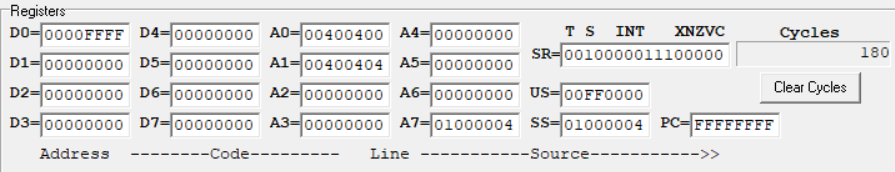 Registers
D0=0000FFFF D4=00000000 A0=00400400 A4=00000000 T S INT XNZVC Cycles
D1=00000000 D5=00000000 A1=00400404 A5=00000000 SR=0010000011100000 180
D2=00000000 D6=00000000 A2=00000000 A6=00000000 US=00FF0000 Clear Cycles
D3=00000000 D7=00000000 A3=00000000 A7=01000004 SS=01000004 PC=FFFFFFFF
Address --------Code--------- Line -----------Source----------->>